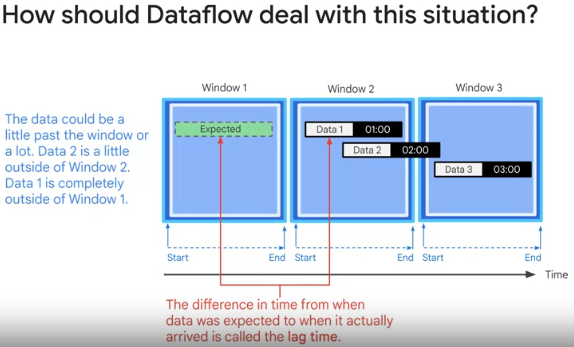 How should Dataflow deal with this situation?
Window 1
Window 2
Window 3
The data could be a
little past the window or
a lot. Data 2 is a little
outside of Window 2.
Data 1 is completely
outside of Window 1.
Expected
Data 1 01:00
Data 2 02:00
Data 3 03:00
Start End Start End Start End
Time
The difference in time from when
data was expected to when it actually
arrived is called the lag time.